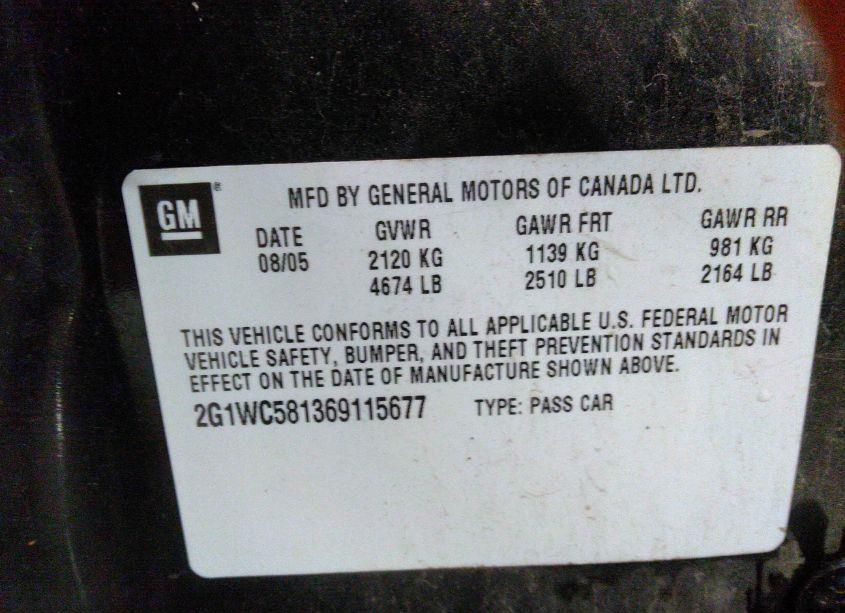 GM
MFD BY GENERAL MOTORS OF CANADA LTD.
DATE GVWR GAWR FRT GAWR RR
08/05 2120 KG 1139 KG 981 KG
4674 LB 2510 LB 2164 LB
THIS VEHICLE CONFORMS TO ALL APPLICABLE U.S. FEDERAL MOTOR
VEHICLE SAFETY, BUMPER, AND THEFT PREVENTION STANDARDS IN
EFFECT ON THE DATE OF MANUFACTURE SHOWN ABOVE.
2G1WC581369115677 TYPE: PASS CAR